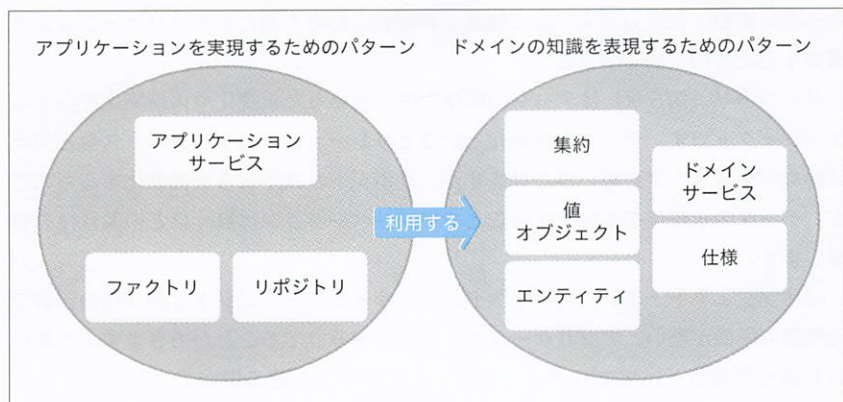 アプリケーションを実現するためのパターン
ドメインの知識を表現するためのパターン
アプリケーション
サービス
ファクトリ
リポジトリ
利用する
集約
値
オブジェクト
エンティティ
ドメイン
サービス
仕様